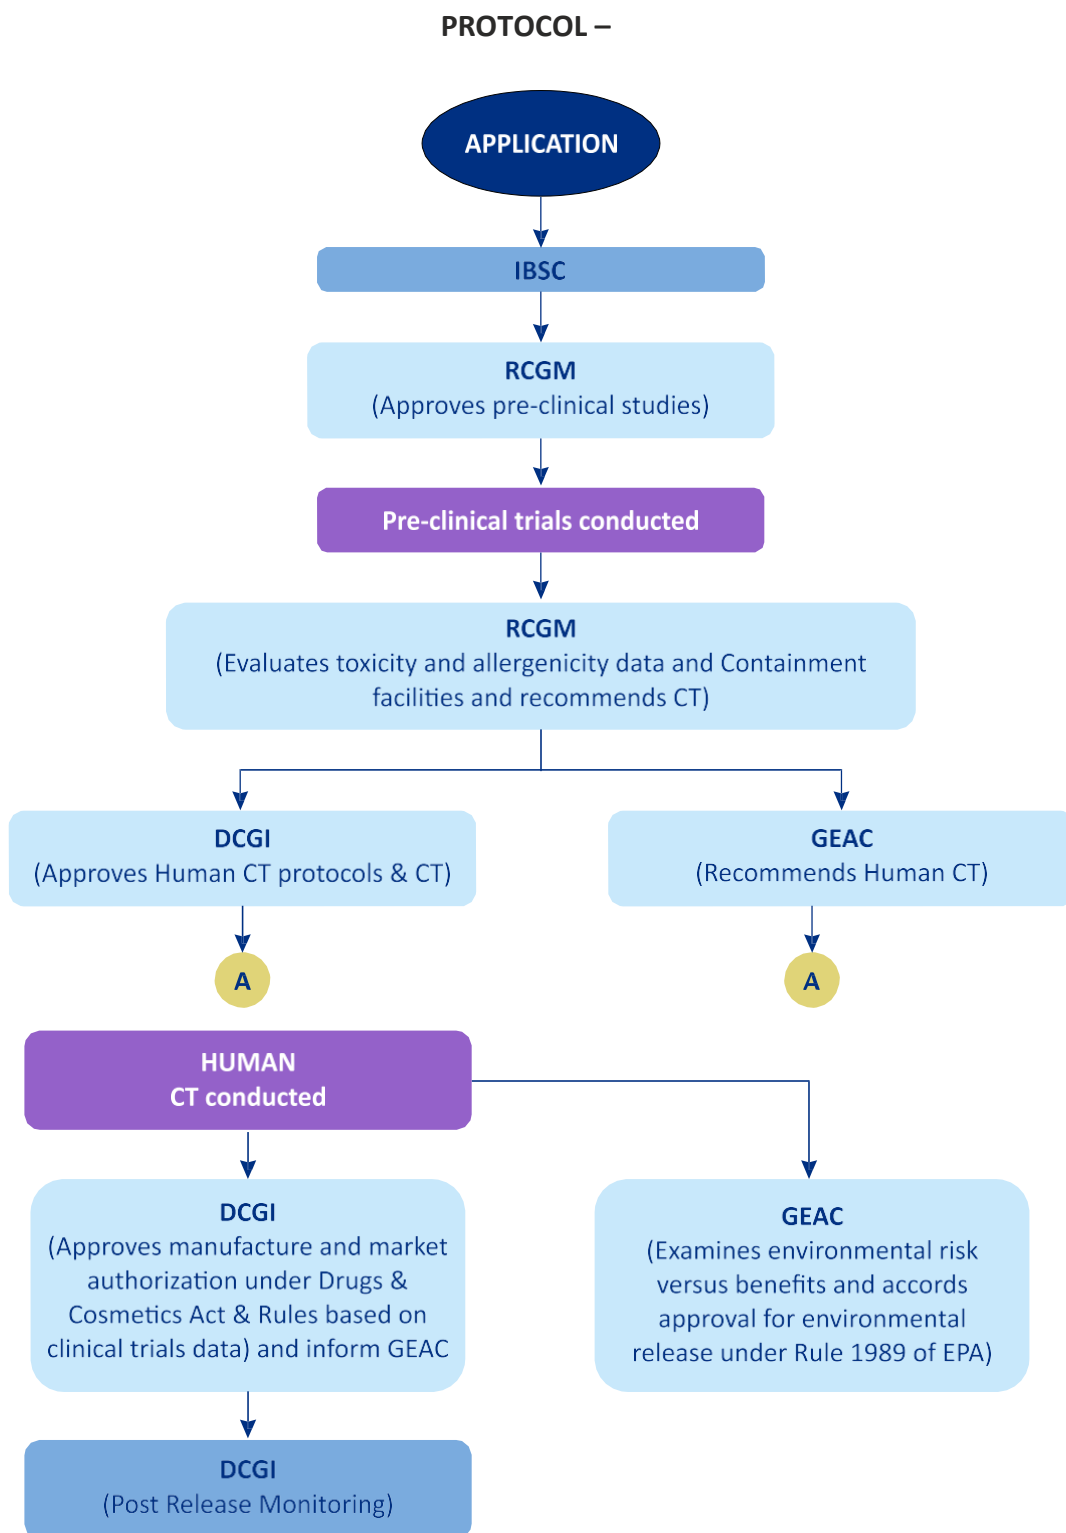 PROTOCOL –
APPLICATION
IBSC
RCGM
(Approves pre-clinical studies)
Pre-clinical trials conducted
RCGM
(Evaluates toxicity and allergenicity data and Containment
facilities and recommends CT)
DCGI
(Approves Human CT protocols & CT)
GEAC
(Recommends Human CT)
A
A
HUMAN
CT conducted
DCGI
(Approves manufacture and market
authorization under Drugs &
Cosmetics Act & Rules based on
clinical trials data) and inform GEAC
GEAC
(Examines environmental risk
versus benefits and accords
approval for environmental
release under Rule 1989 of EPA)
DCGI
(Post Release Monitoring)